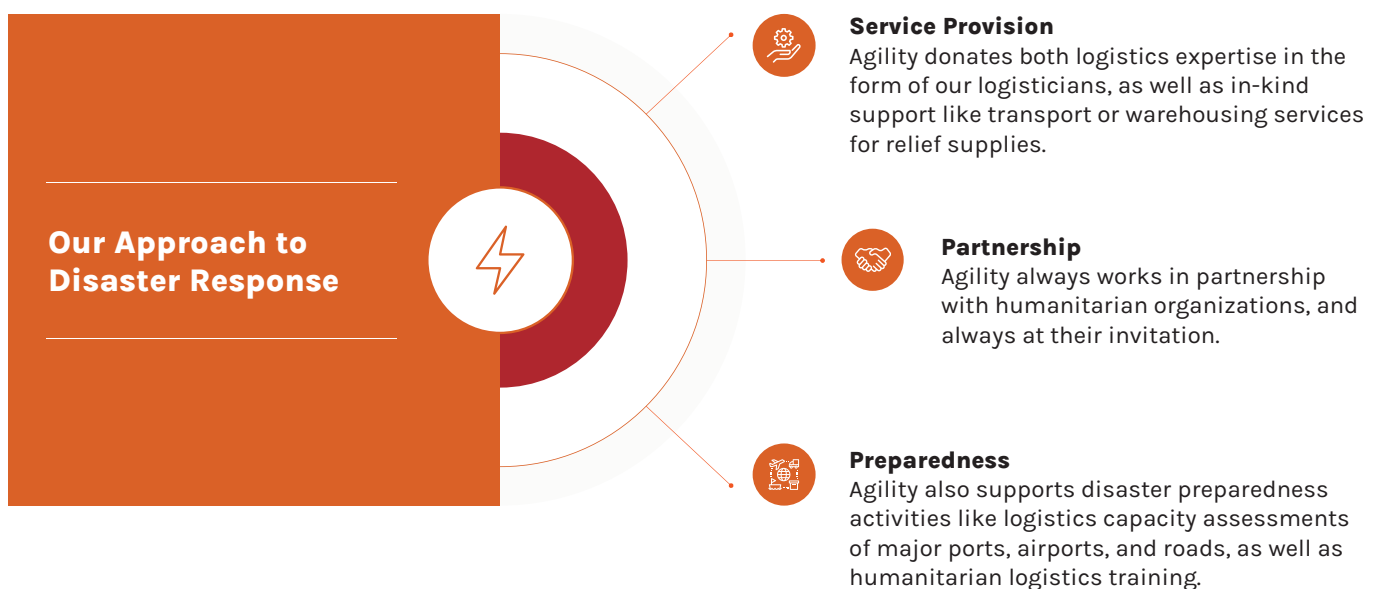 Our Approach to
Disaster Response
Service Provision
Agility donates both logistics expertise in the
form of our logisticians, as well as in-kind
support like transport or warehousing services
for relief supplies.
Partnership
Agility always works in partnership
with humanitarian organizations, and
always at their invitation.
Preparedness
Agility also supports disaster preparedness
activities like logistics capacity assessments
of major ports, airports, and roads, as well as
humanitarian logistics training.